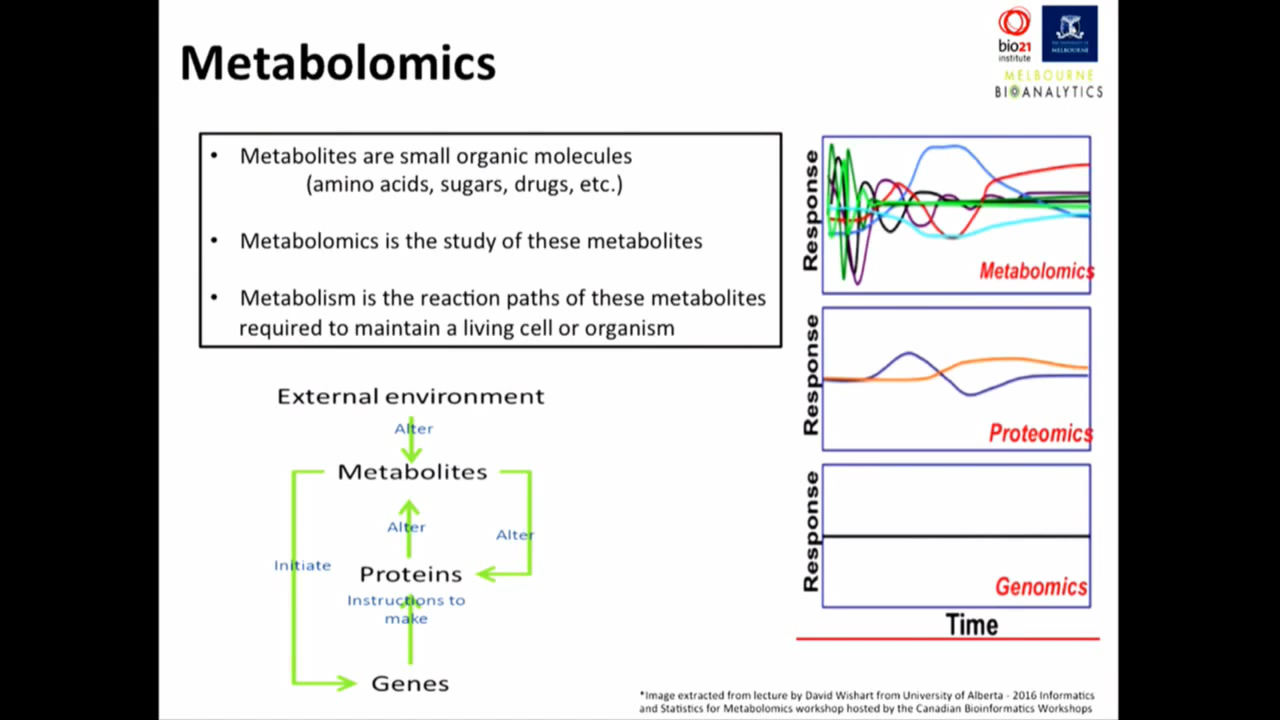 Metabolomics
bio21
institute
THE UNIVERSITY OF
MELBOURNE
MELBOURNE
BIOANALYTICS
• Metabolites are small organic molecules
(amino acids, sugars, drugs, etc.)
• Metabolomics is the study of these metabolites
• Metabolism is the reaction paths of these metabolites
required to maintain a living cell or organism
External environment
Alter
Metabolites
Alter
Alter
Initiate
Proteins
Instructions to
make
Genes
Response
Metabolomics
Response
Proteomics
Response
Genomics
Time
*Image extracted from lecture by David Wishart from University of Alberta - 2016 Informatics
and Statistics for Metabolomics workshop hosted by the Canadian Bioinformatics Workshops